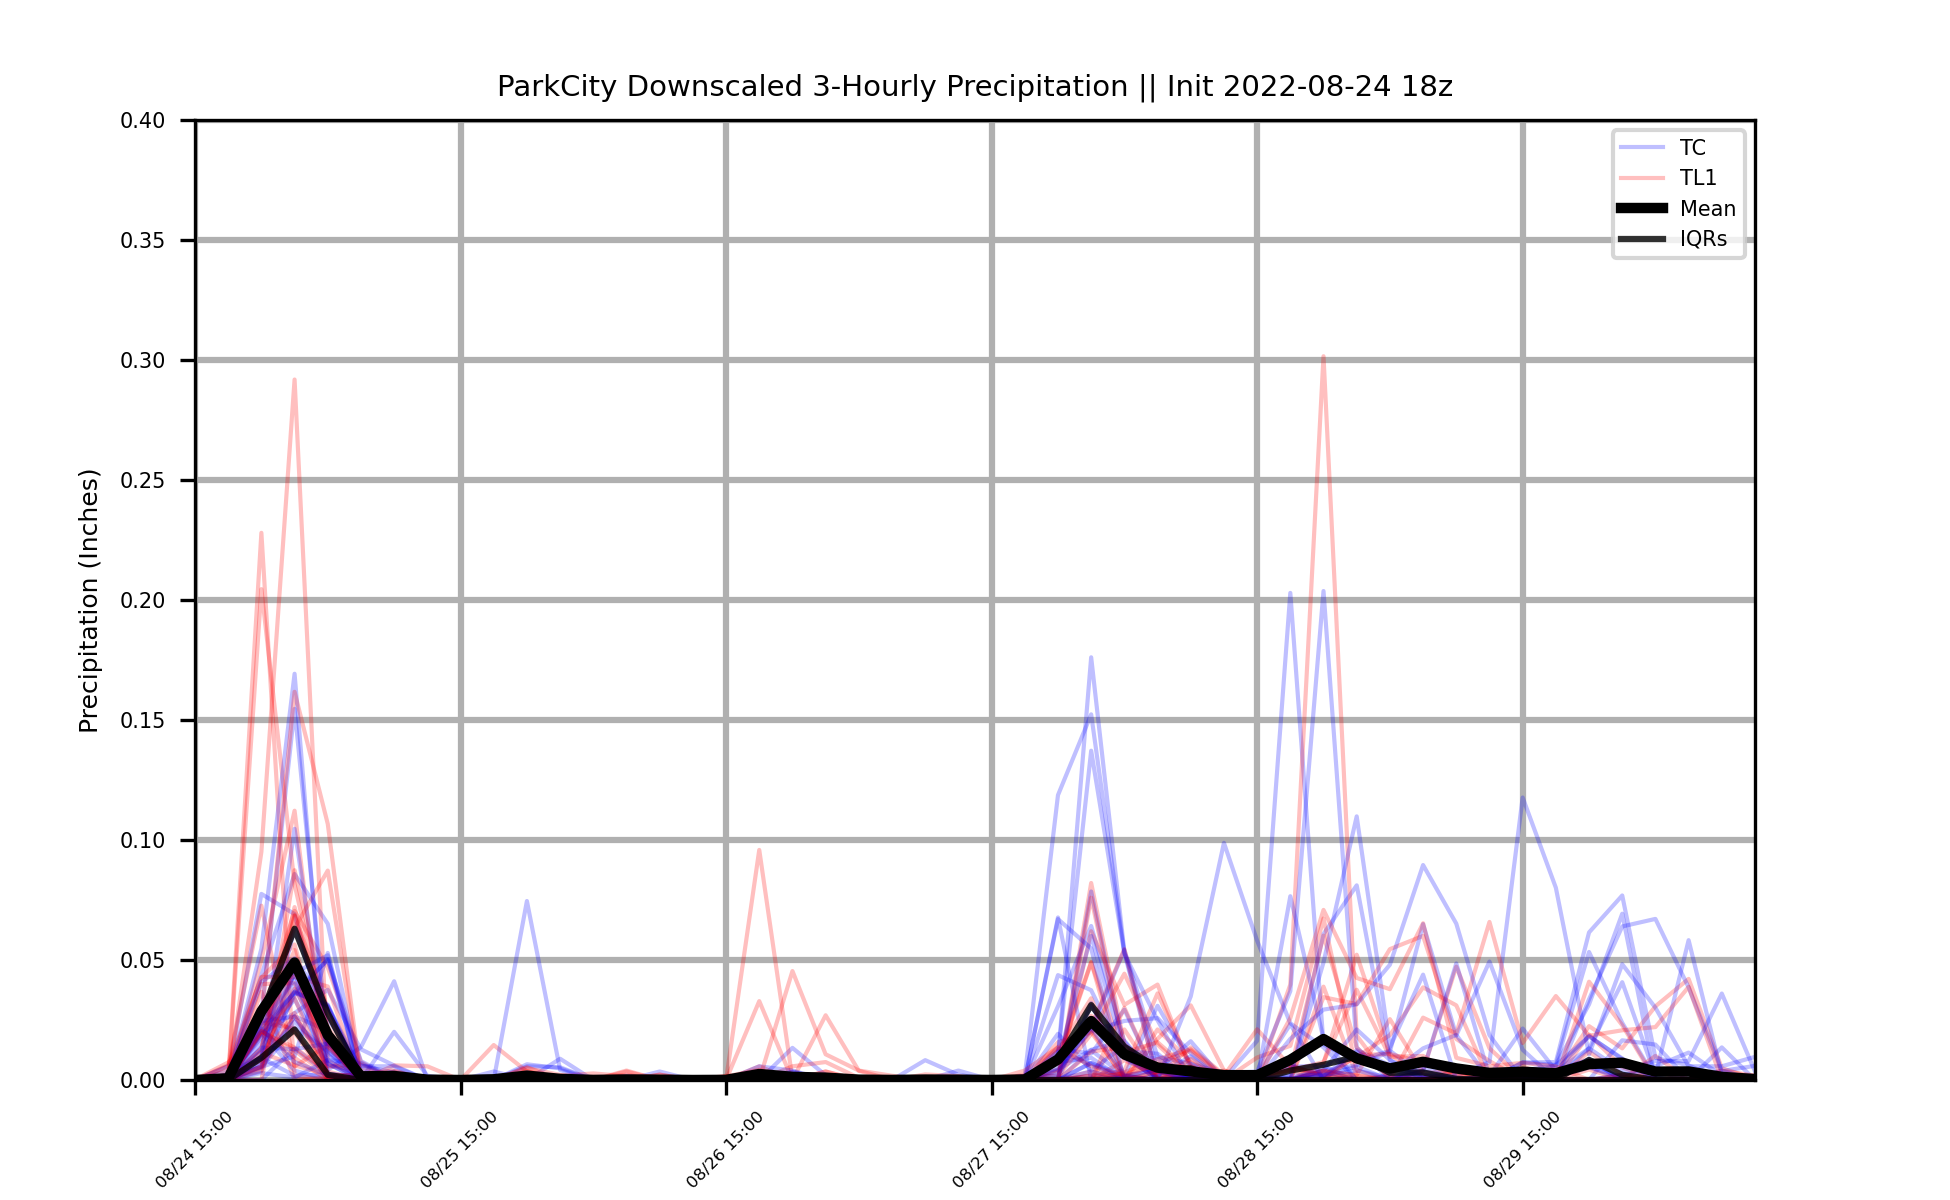 ParkCity Downscaled 3-Hourly Precipitation || Init 2022-08-24 18z
0.40
0.35
0.30
0.25
0.20
0.15
0.10
0.05
0.00
Precipitation (Inches)
TC
TL1
Mean
IQRs
08/24 15:00
08/25 15:00
08/26 15:00
08/27 15:00
08/28 15:00
08/29 15:00